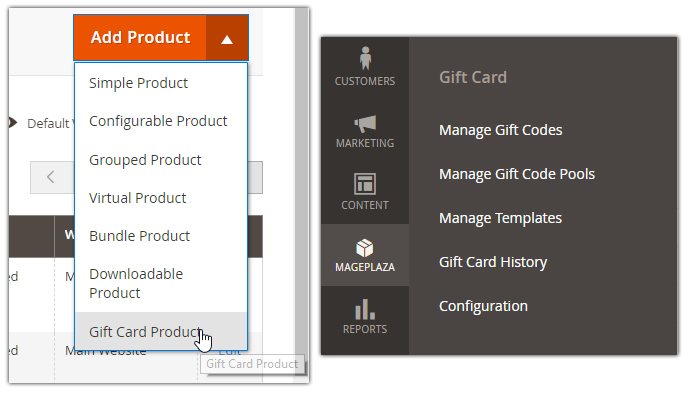 Add Product
Simple Product
Configurable Product
Default V
Grouped Product
Virtual Product
Bundle Product
W
ed
M
Downloadable
Product
Gift Card Product
ed
Main Website
Edit
Gift Card Product
CUSTOMERS
MARKETING
CONTENT
MAGEPLAZA
REPORTS
Gift Card
Manage Gift Codes
Manage Gift Code Pools
Manage Templates
Gift Card History
Configuration